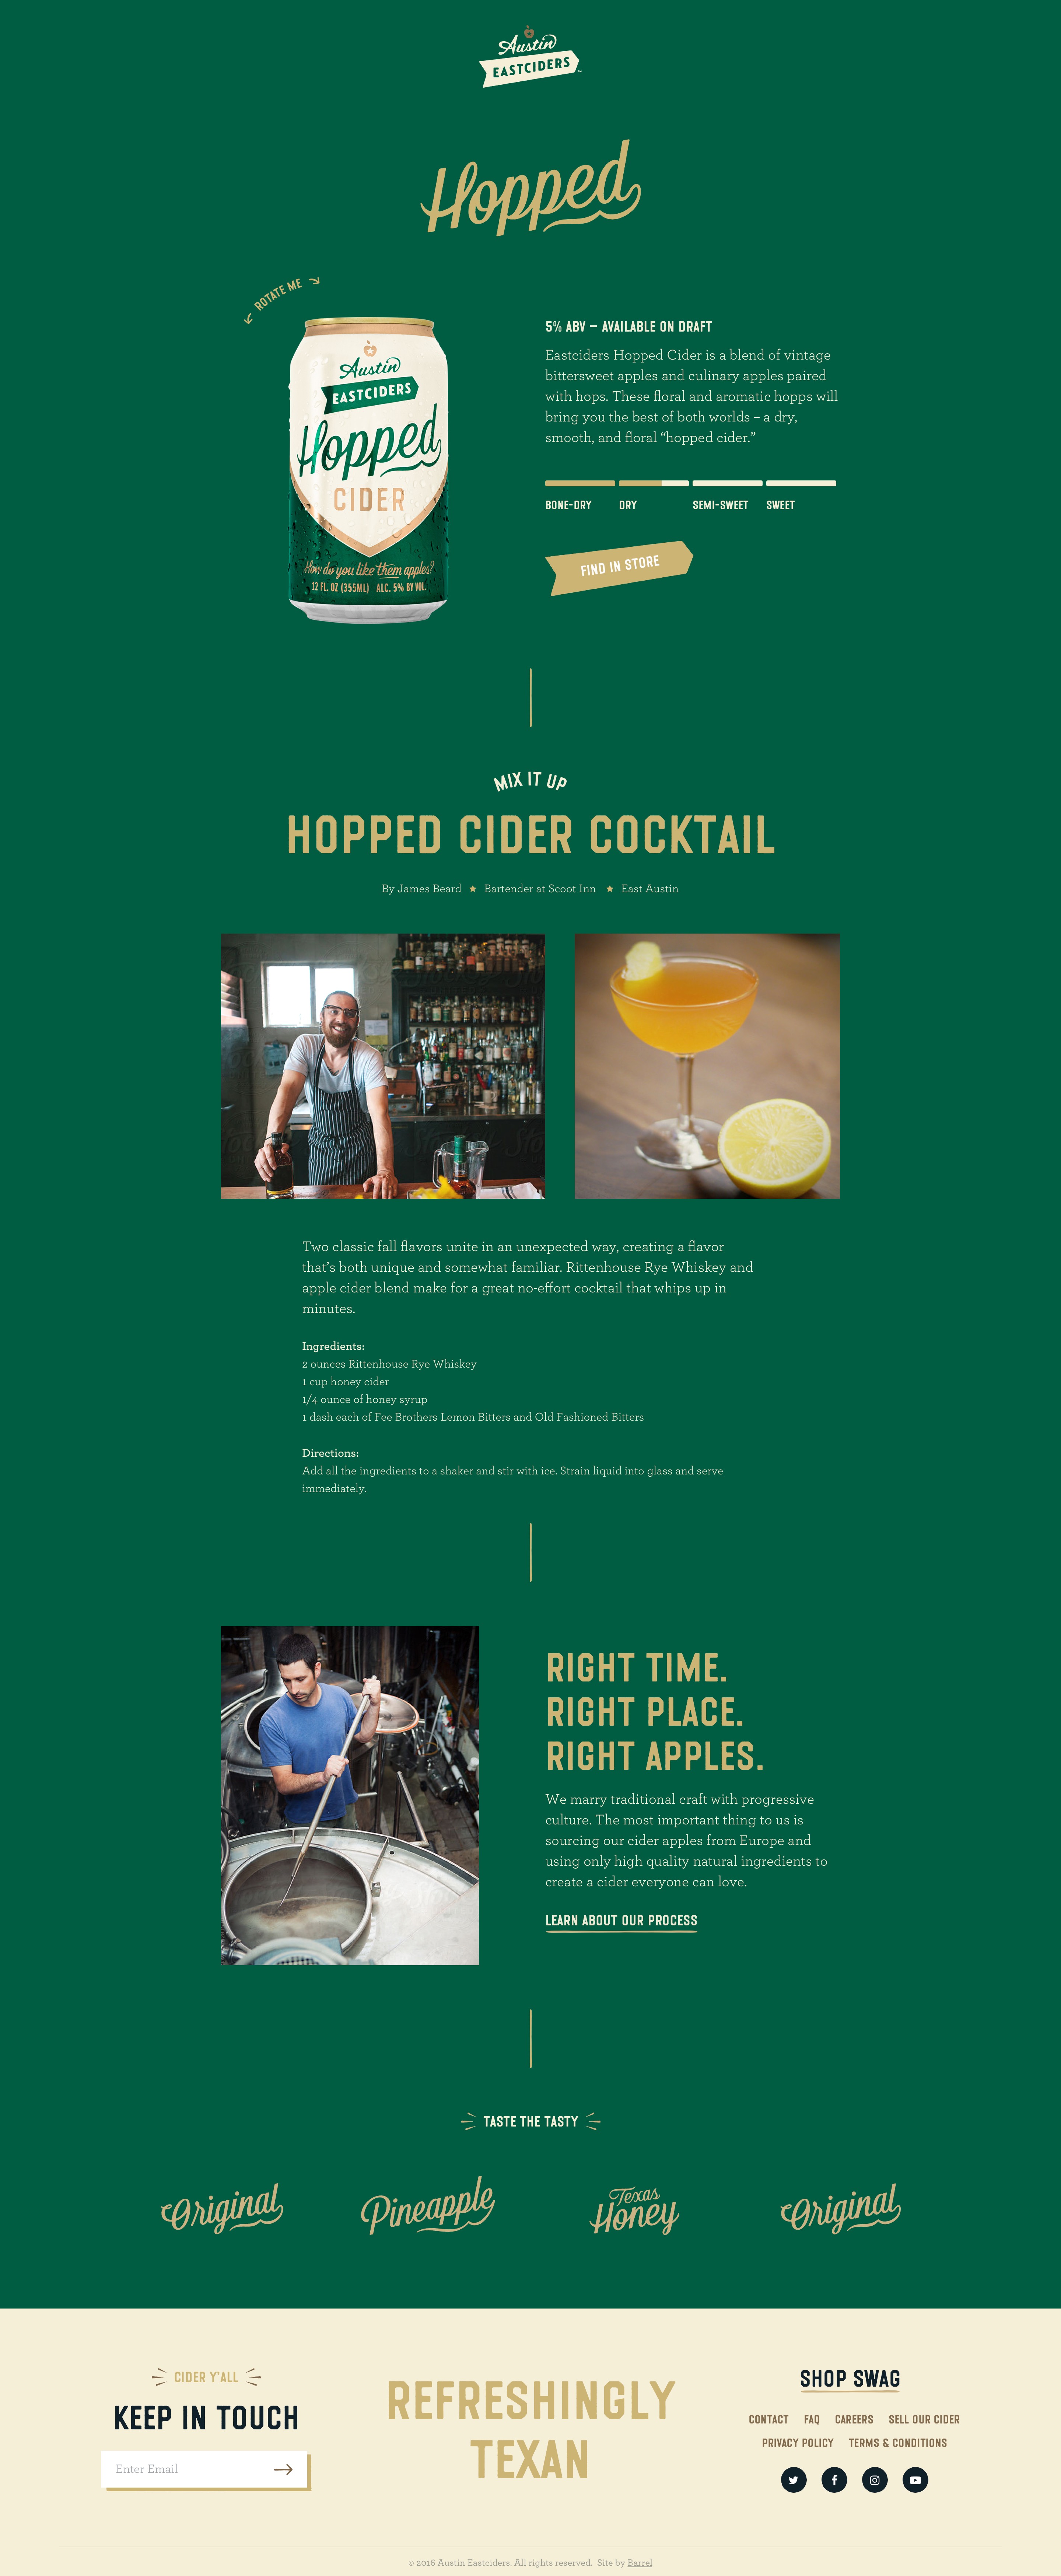 Austin
EASTCIDERS
Hopped
ROTATE ME
Austin
EASTCIDERS
Hopped
CIDER
How do you like them apples?
12 FL. OZ (355ML) ALC. 5% BY VOL.
5% ABV – AVAILABLE ON DRAFT
Eastciders Hopped Cider is a blend of vintage
bittersweet apples and culinary apples paired
with hops. These floral and aromatic hopps will
bring you the best of both worlds – a dry,
smooth, and floral “hopped cider.”
BONE-DRY DRY SEMI-SWEET SWEET
FIND IN STORE
MIX IT UP
HOPPED CIDER COCKTAIL
By James Beard ★ Bartender at Scoot Inn ★ East Austin
Two classic fall flavors unite in an unexpected way, creating a flavor
that’s both unique and somewhat familiar. Rittenhouse Rye Whiskey and
apple cider blend make for a great no-effort cocktail that whips up in
minutes.
Ingredients:
2 ounces Rittenhouse Rye Whiskey
1 cup honey cider
1/4 ounce of honey syrup
1 dash each of Fee Brothers Lemon Bitters and Old Fashioned Bitters
Directions:
Add all the ingredients to a shaker and stir with ice. Strain liquid into glass and serve
immediately.
RIGHT TIME.
RIGHT PLACE.
RIGHT APPLES.
We marry traditional craft with progressive
culture. The most important thing to us is
sourcing our cider apples from Europe and
using only high quality natural ingredients to
create a cider everyone can love.
LEARN ABOUT OUR PROCESS
TASTE THE TASTY
Original
Pineapple
Texas
Honey
Original
CIDER Y'ALL
KEEP IN TOUCH
Enter Email
REFRESHINGLY
TEXAN
SHOP SWAG
CONTACT FAQ CAREERS SELL OUR CIDER
PRIVACY POLICY TERMS & CONDITIONS
© 2016 Austin Eastciders. All rights reserved. Site by Barrel